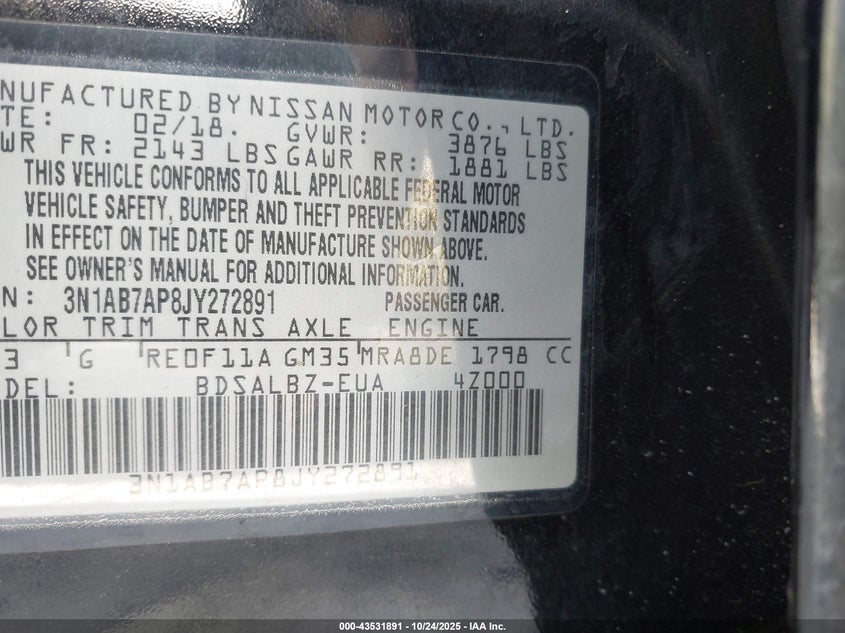 NUFACTURED BY NISSAN MOTOR CO., LTD.
TE: 02/18. GVWR: 3876 LBS
WR FR: 2143 LBS GAWR RR: 1881 LBS
THIS VEHICLE CONFORMS TO ALL APPLICABLE FEDERAL MOTOR
VEHICLE SAFETY, BUMPER AND THEFT PREVENTION STANDARDS
IN EFFECT ON THE DATE OF MANUFACTURE SHOWN ABOVE.
SEE OWNER'S MANUAL FOR ADDITIONAL INFORMATION.
N: 3N1AB7AP8JY272891 PASSENGER CAR.
LOR TRIM TRANS AXLE ENGINE
3 G RE0F11A GM35 MRA8DE 1798 CC
DEL: BDSALBZ-EUA 4Z000
3N1AB7AP8JY272891
000-43531891 - 10/24/2025 - IAA Inc.